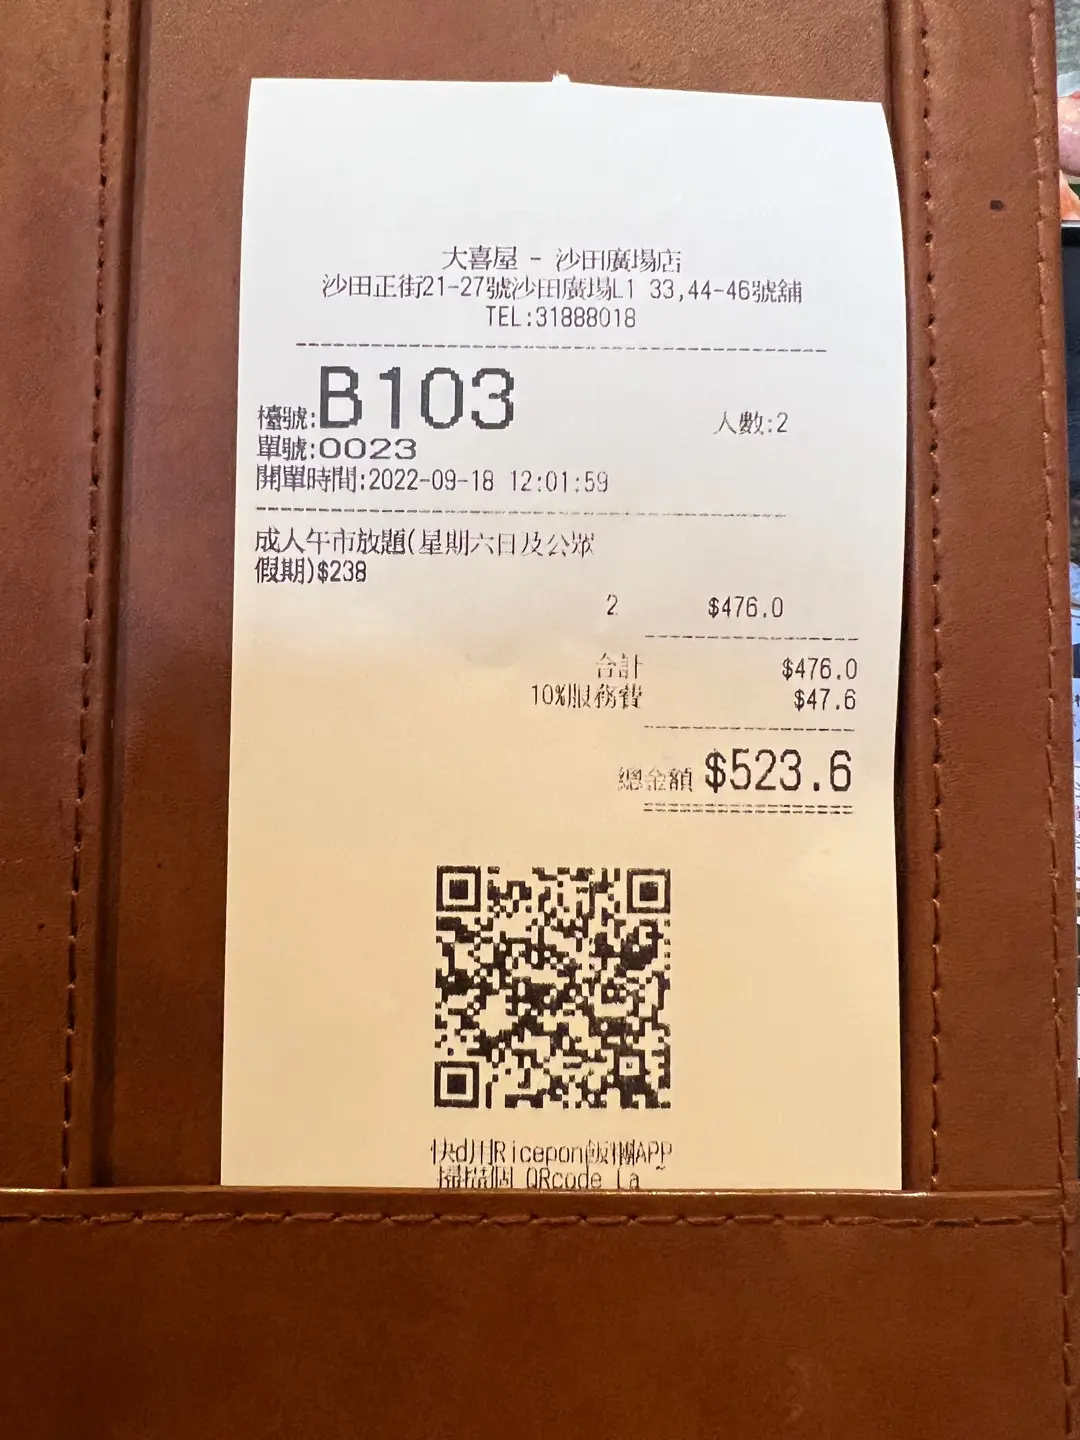 大喜屋 - 沙田廣場店
沙田正街21-27號沙田廣場L1 33,44-46號舖
TEL:31888018
檯號:B103 人數:2
單號:0023
開單時間:2022-09-18 12:01:59
成人午市放題(星期六日及公眾
假期)$238
2 $476.0
合計 $476.0
10%服務費 $47.6
總金額 $523.6
快d用Ricepon飯團APP
掃描個 QRcode La~